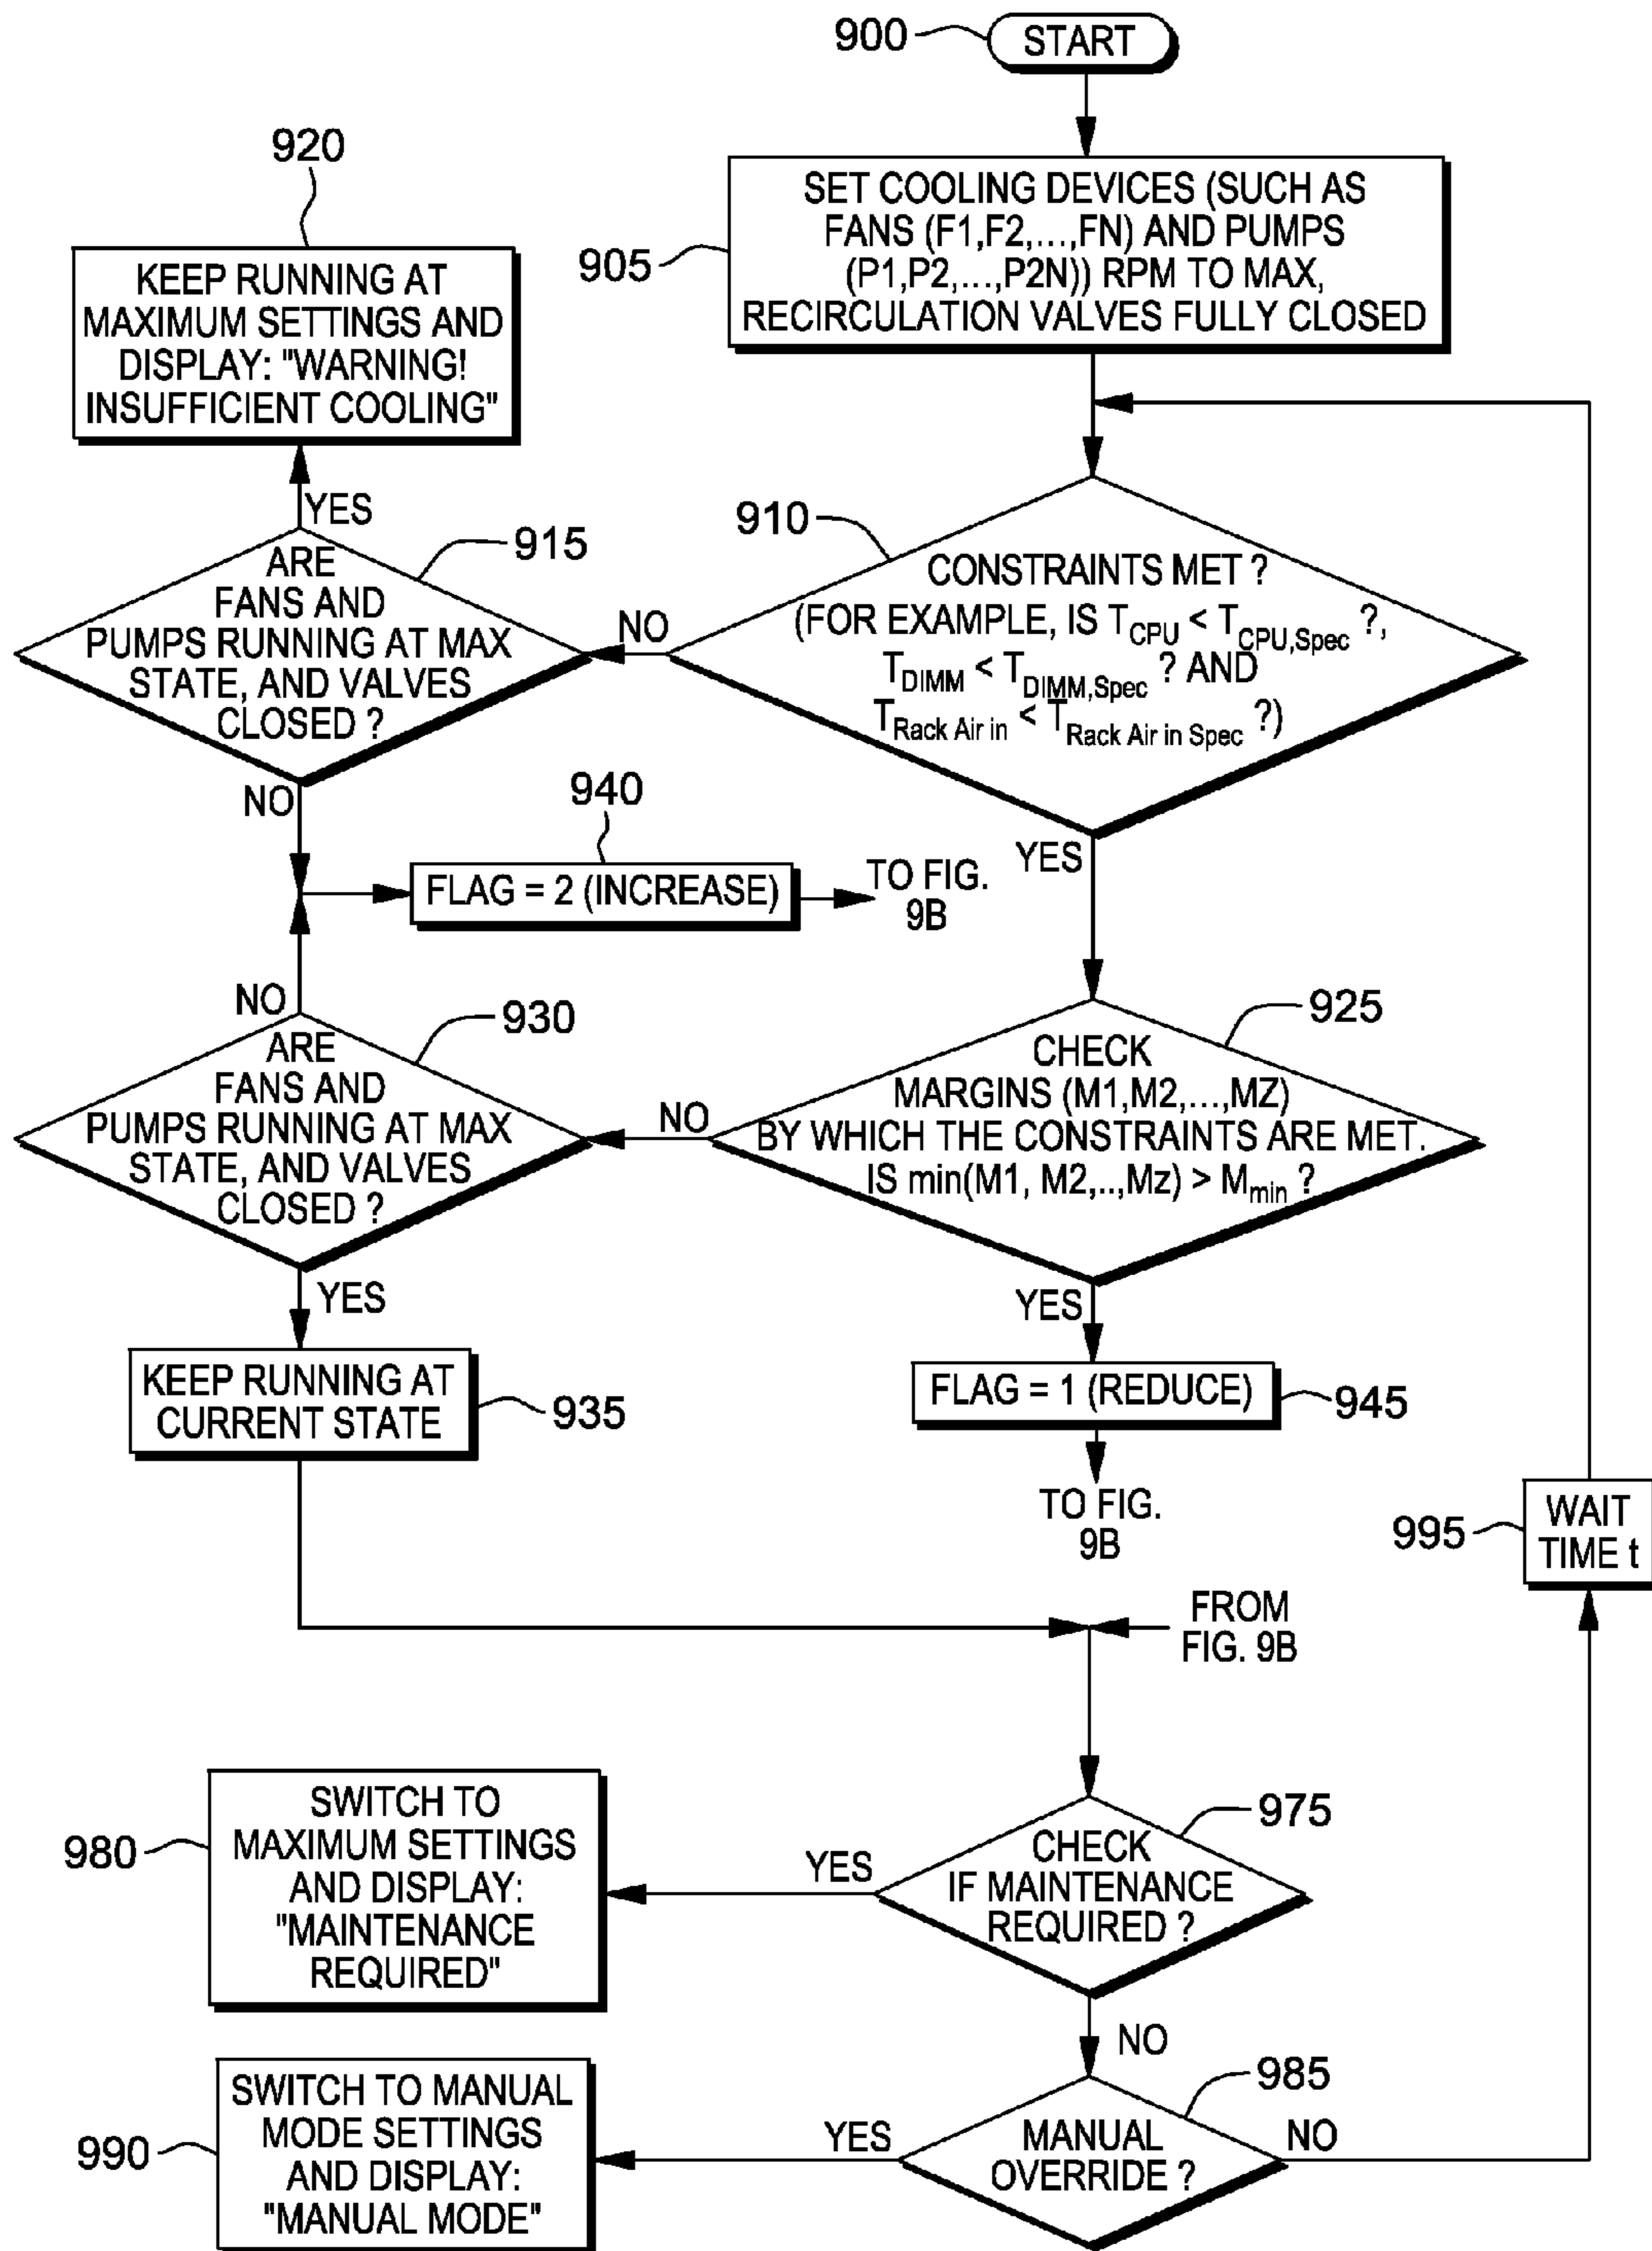 900
START
SET COOLING DEVICES (SUCH AS
FANS (F1,F2,...,FN) AND PUMPS
(P1,P2,...,P2N)) RPM TO MAX,
RECIRCULATION VALVES FULLY CLOSED
905
920
KEEP RUNNING AT
MAXIMUM SETTINGS AND
DISPLAY: "WARNING!
INSUFFICIENT COOLING"
YES
915
ARE
FANS AND
PUMPS RUNNING AT MAX
STATE, AND VALVES
CLOSED ?
NO
910
CONSTRAINTS MET ?
(FOR EXAMPLE, IS T_CPU < T_CPU,Spec ?,
T_DIMM < T_DIMM,Spec ? AND
T_Rack Air in < T_Rack Air in Spec ?)
NO
YES
940
FLAG = 2 (INCREASE)
TO FIG.
9B
NO
930
ARE
FANS AND
PUMPS RUNNING AT MAX
STATE, AND VALVES
CLOSED ?
NO
925
CHECK
MARGINS (M1,M2,...,MZ)
BY WHICH THE CONSTRAINTS ARE MET.
IS min(M1, M2,..,Mz) > M_min ?
YES
YES
KEEP RUNNING AT
CURRENT STATE
935
FLAG = 1 (REDUCE)
945
TO FIG.
9B
995
WAIT
TIME t
FROM
FIG. 9B
980
SWITCH TO
MAXIMUM SETTINGS
AND DISPLAY:
"MAINTENANCE
REQUIRED"
YES
975
CHECK
IF MAINTENANCE
REQUIRED ?
NO
990
SWITCH TO MANUAL
MODE SETTINGS
AND DISPLAY:
"MANUAL MODE"
YES
985
MANUAL
OVERRIDE ?
NO